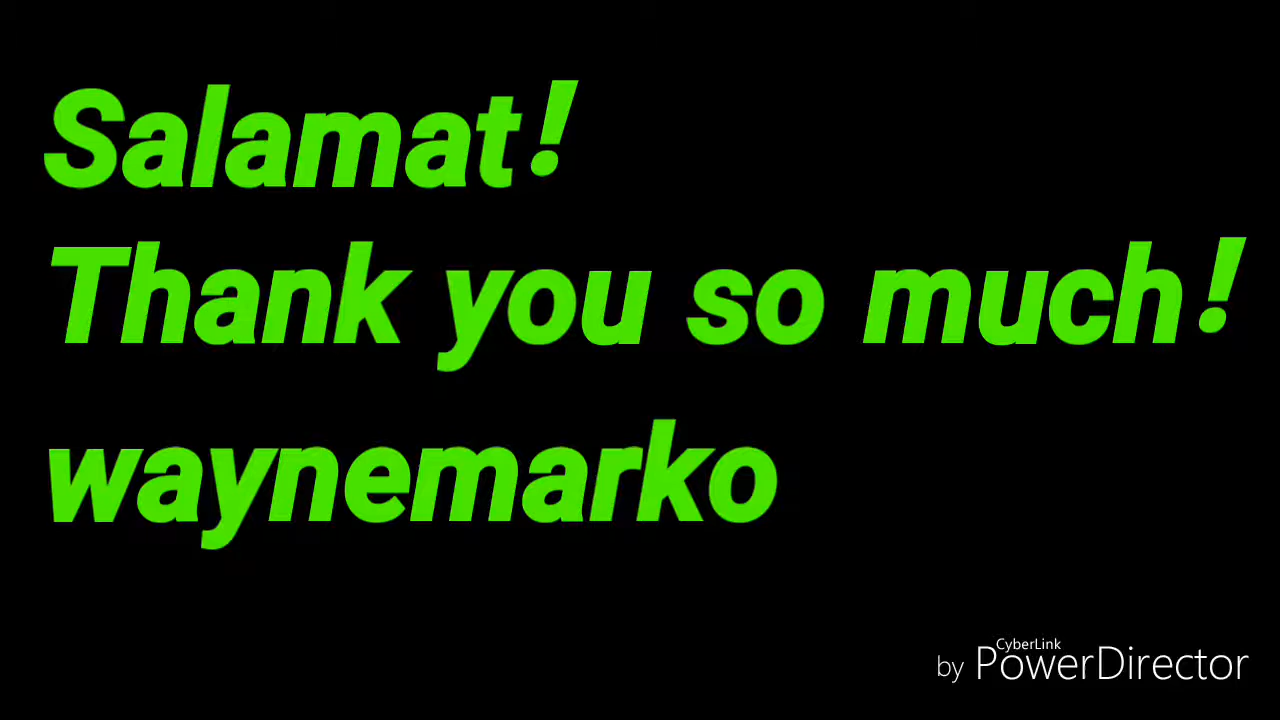 Salamat!
Thank you so much!
waynemarko
CyberLink
by PowerDirector